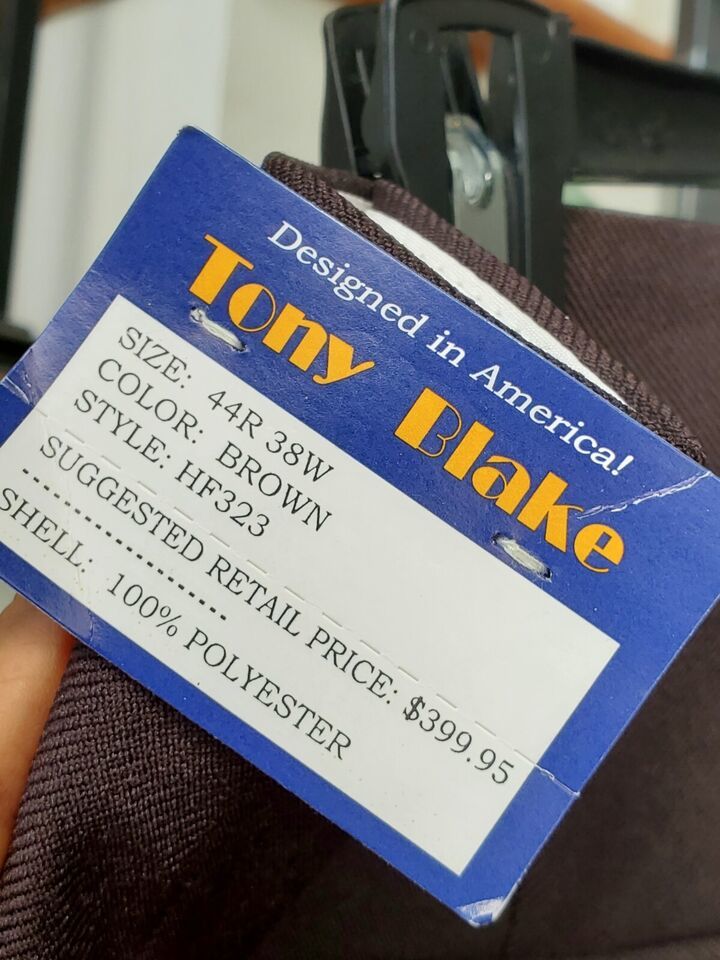 Designed in America!
Tony Blake
SIZE: 44R 38W
COLOR: BROWN
STYLE: HF323
SUGGESTED RETAIL PRICE: $399.95
SHELL: 100% POLYESTER